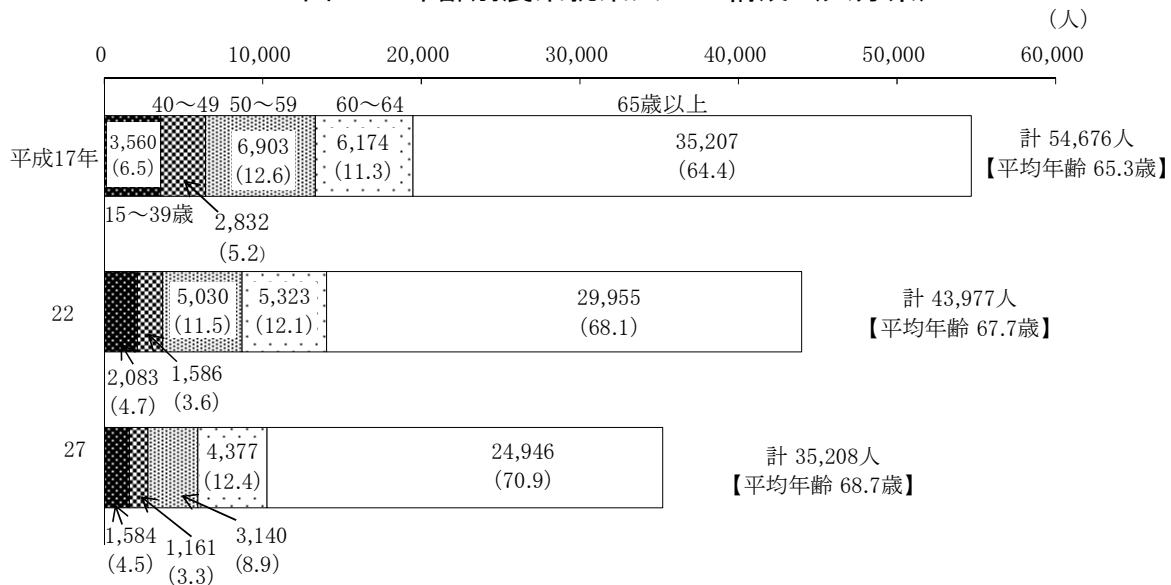 （人）
0 10,000 20,000 30,000 40,000 50,000 60,000
40～49 50～59 60～64 65歳以上
平成17年
3,560
(6.5)
6,903
(12.6)
6,174
(11.3)
35,207
(64.4)
計 54,676人
【平均年齢 65.3歳】
15～39歳
2,832
(5.2)
22
5,030
(11.5)
5,323
(12.1)
29,955
(68.1)
計 43,977人
【平均年齢 67.7歳】
2,083
(4.7)
1,586
(3.6)
27
4,377
(12.4)
24,946
(70.9)
計 35,208人
【平均年齢 68.7歳】
1,584
(4.5)
1,161
(3.3)
3,140
(8.9)